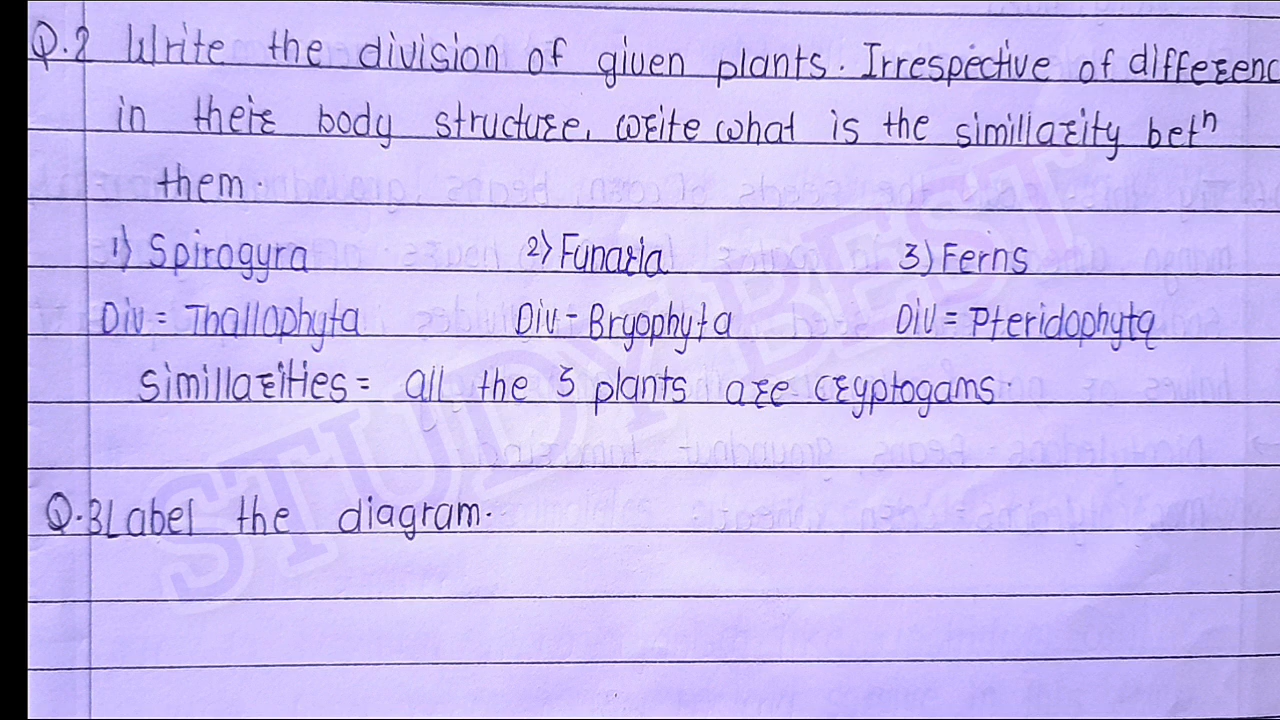 Q.2 Write the division of given plants. Irrespective of differenc
in their body structure, write what is the simillarity betn
them.
1) Spirogyra 2) Funaria 3) Ferns
Div = Thallophyta Div = Bryophyta Div = Pteridophyta
Simillarities = all the 3 plants are cryptogams.
Q.3 Label the diagram.
STUDY BEST